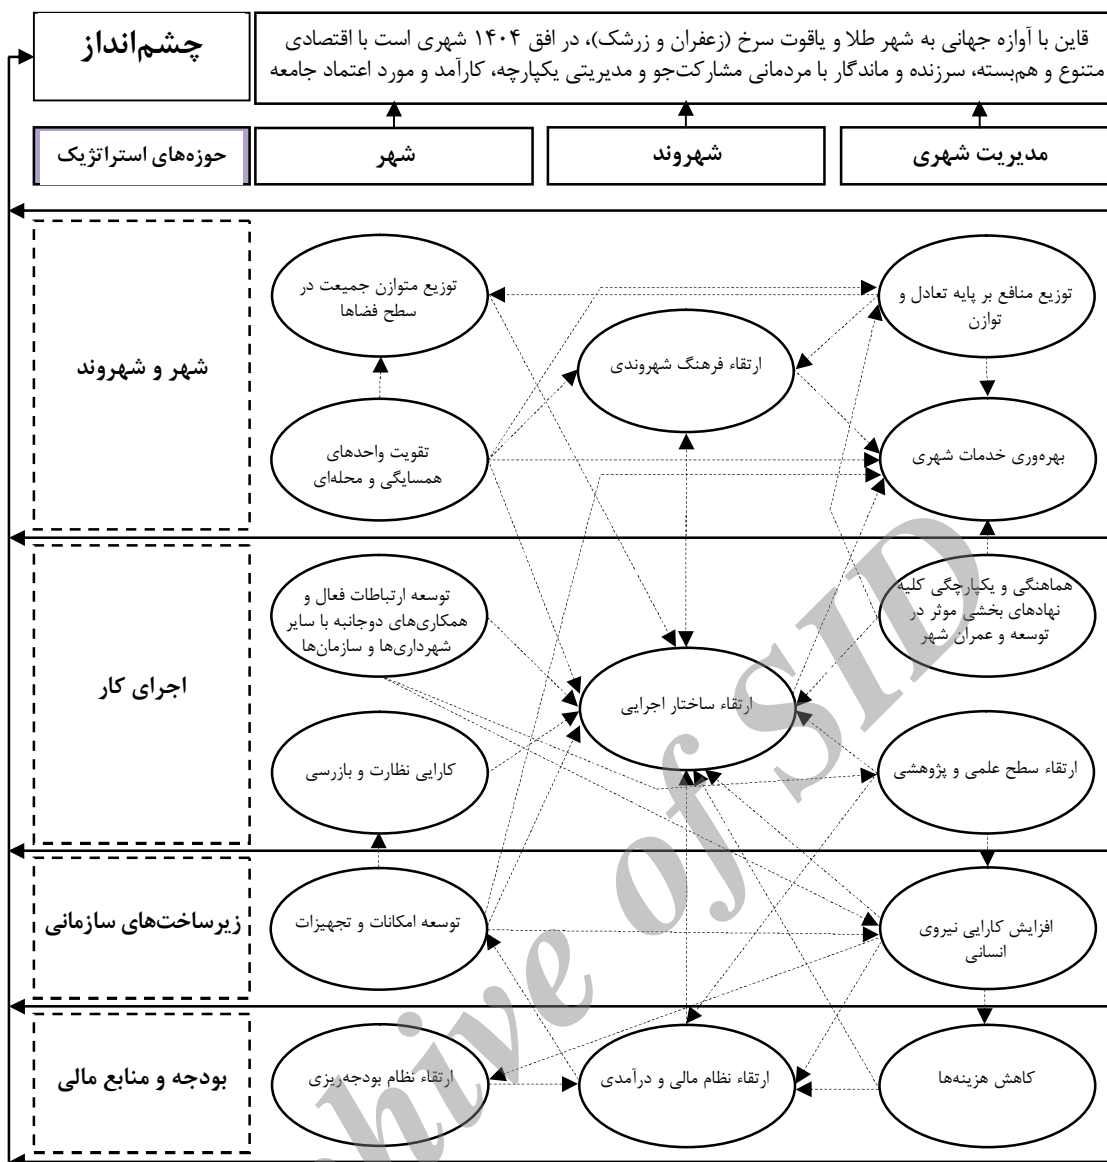 چشم‌انداز
قاین با آوازه جهانی به شهر طلا و یاقوت سرخ (زعفران و زرشک)، در افق ۱۴۰۴ شهری است با اقتصادی
متنوع و هم‌بسته، سرزنده و ماندگار با مردمانی مشارکت‌جو و مدیریتی یکپارچه، کارآمد و مورد اعتماد جامعه
مدیریت شهری
شهروند
شهر
حوزه‌های استراتژیک
شهر و شهروند
توزیع منافع بر پایه تعادل و
توازن
توزیع متوازن جمیعت در
سطح فضاها
ارتقاء فرهنگ شهروندی
بهره‌وری خدمات شهری
تقویت واحدهای
همسایگی و محله‌ای
اجرای کار
هماهنگی و یکپارچگی کلیه
نهادهای بخشی موثر در
توسعه و عمران شهر
توسعه ارتباطات فعال و
همکاری‌های دوجانبه با سایر
شهرداری‌ها و سازمان‌ها
ارتقاء ساختار اجرایی
ارتقاء سطح علمی و پژوهشی
کارایی نظارت و بازرسی
زیرساخت‌های سازمانی
افزایش کارایی نیروی
انسانی
توسعه امکانات و تجهیزات
بودجه و منابع مالی
کاهش هزینه‌ها
ارتقاء نظام مالی و درآمدی
ارتقاء نظام بودجه‌ریزی
hive of SID